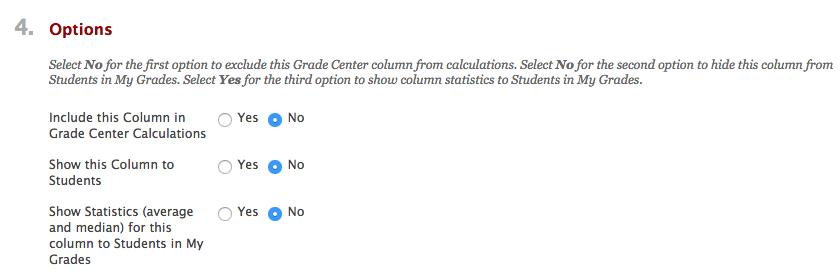 4. Options
Select No for the first option to exclude this Grade Center column from calculations. Select No for the second option to hide this column from
Students in My Grades. Select Yes for the third option to show column statistics to Students in My Grades.
Include this Column in Yes No
Grade Center Calculations
Show this Column to Yes No
Students
Show Statistics (average Yes No
and median) for this
column to Students in My
Grades